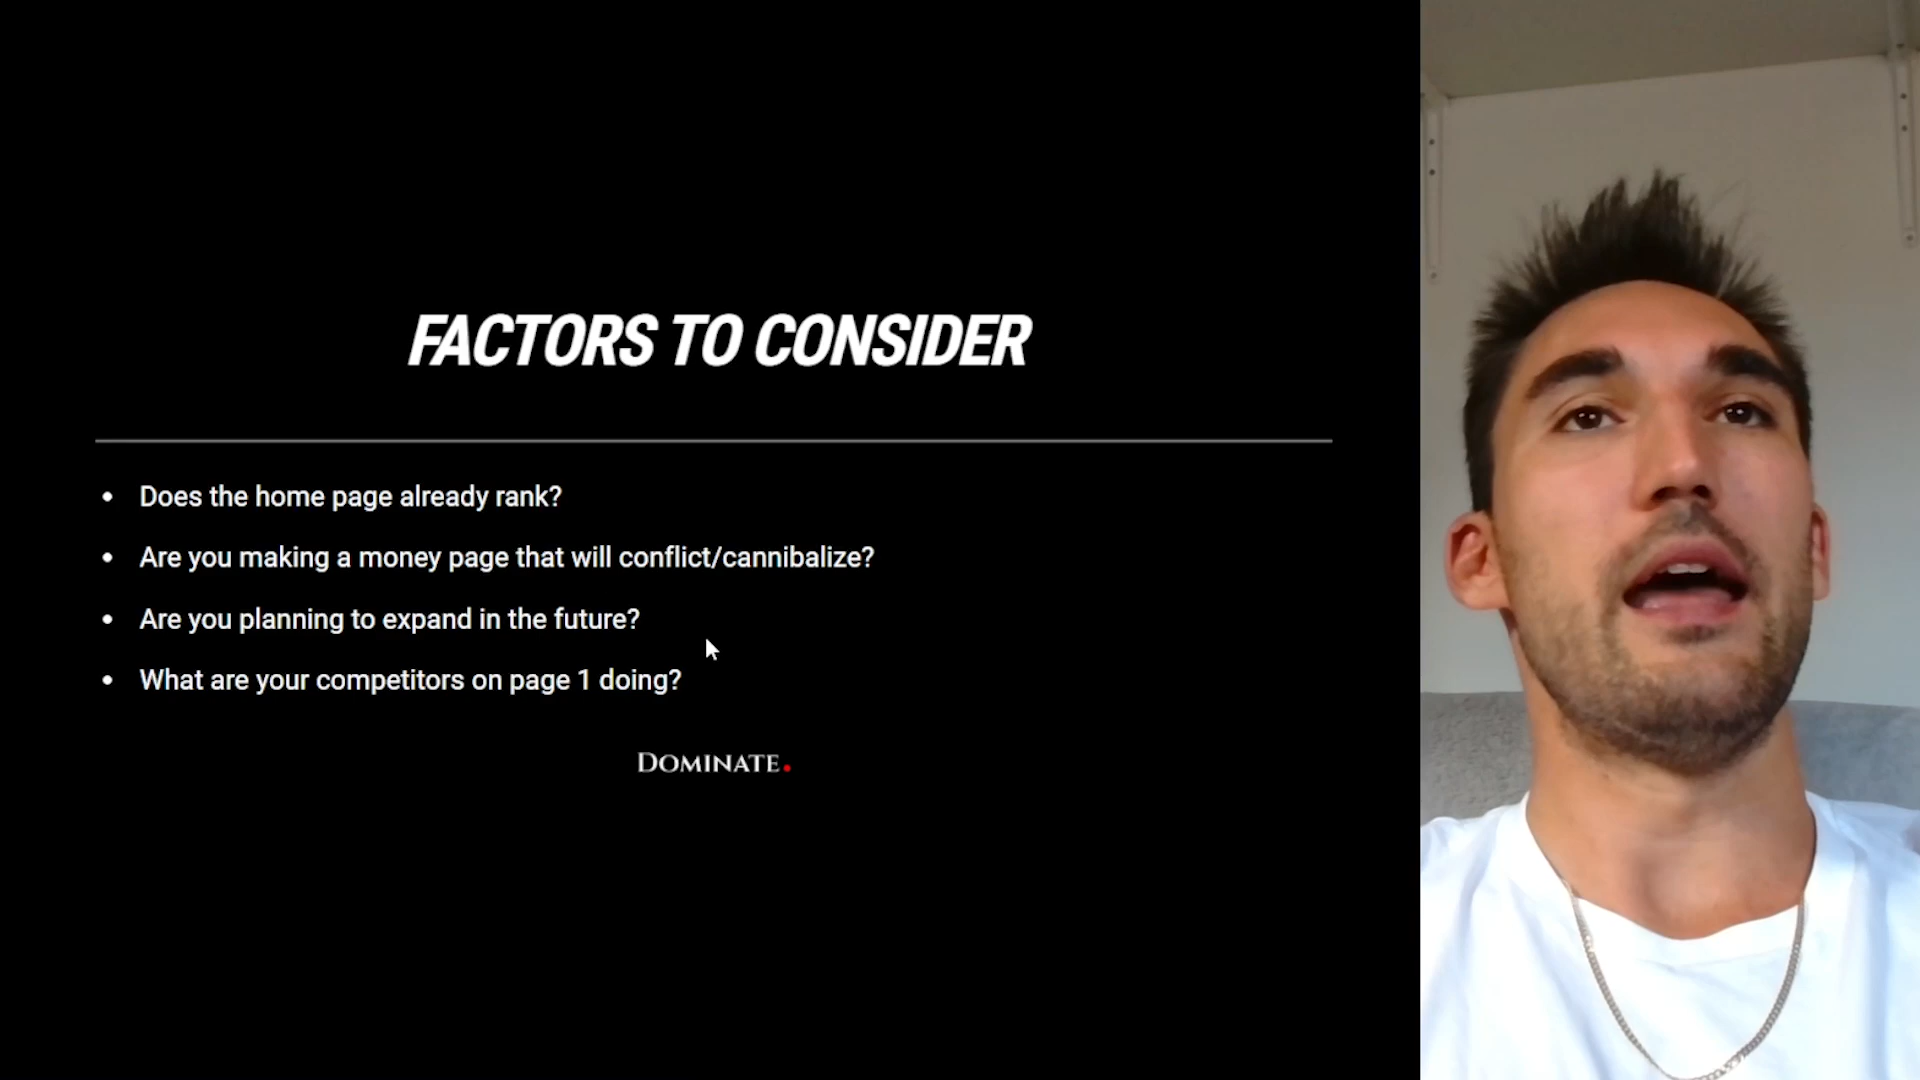 FACTORS TO CONSIDER
Does the home page already rank?
Are you making a money page that will conflict/cannibalize?
Are you planning to expand in the future?
What are your competitors on page 1 doing?
DOMINATE.